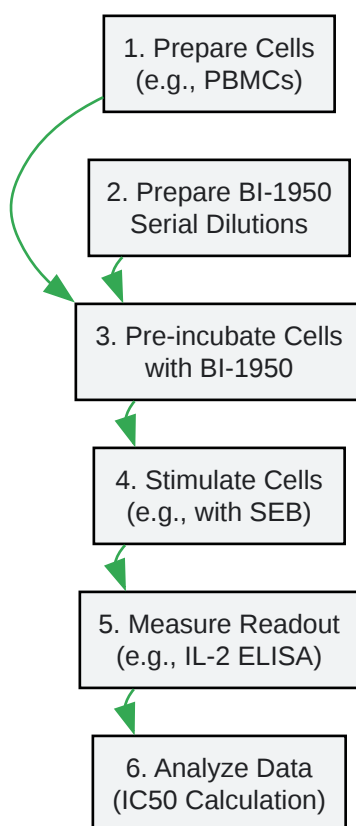 1. Prepare Cells
(e.g., PBMCs)
2. Prepare BI-1950
Serial Dilutions
3. Pre-incubate Cells
with BI-1950
4. Stimulate Cells
(e.g., with SEB)
5. Measure Readout
(e.g., IL-2 ELISA)
6. Analyze Data
(IC50 Calculation)